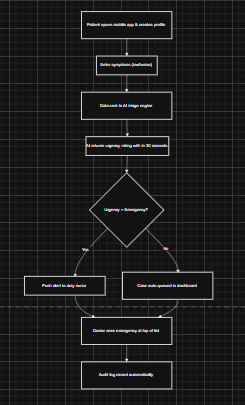 Patient opens mobile app & creates profile
Enter symptoms (text/voice)
Data sent to AI triage engine
AI returns urgency rating with in 30 seconds
Urgency = Emergency?
Yes
No
Push alert to duty nurse
Case auto-queued in dashboard
Doctor sees emergency at top of list
Audit log stored automatically